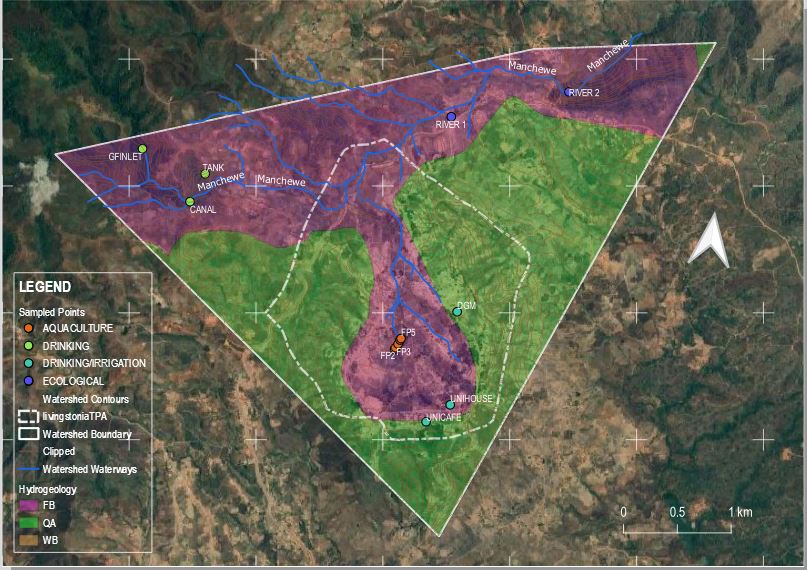 Manchewe
Manchewe
RIVER 2
RIVER 1
GFINLET
TANK
Manchewe
Manchewe
CANAL
DGM
FP5
FP2
FP3
UNIHOUSE
UNICAFE
LEGEND
Sampled Points
AQUACULTURE
DRINKING
DRINKING/IRRIGATION
ECOLOGICAL
Watershed Contours
livingstoniaTPA
Watershed Boundary
Clipped
Watershed Waterways
Hydrogeology
FB
QA
WB
0 0.5 1 km